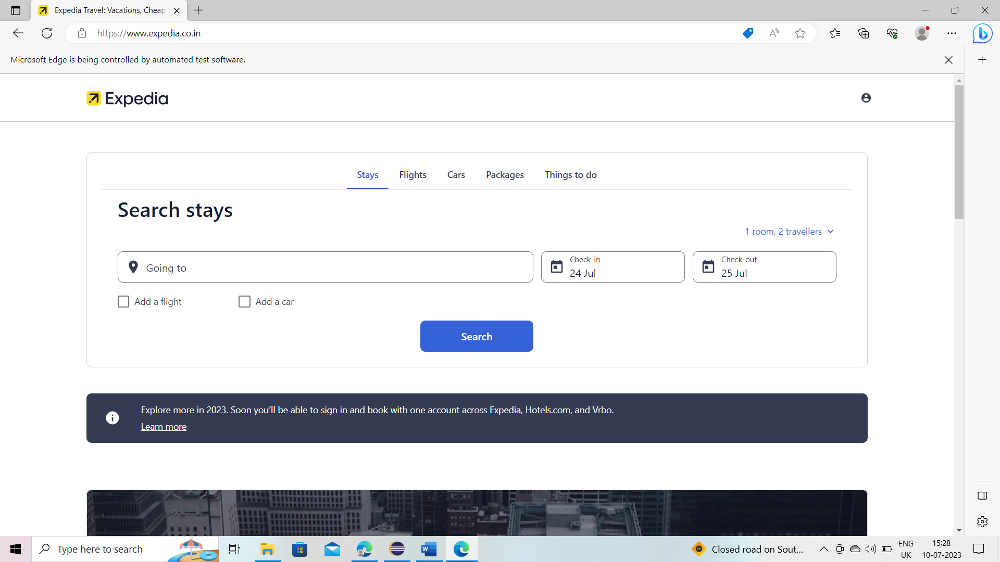 Expedia Travel: Vacations, Cheap
https://www.expedia.co.in
Microsoft Edge is being controlled by automated test software.
Expedia
Stays Flights Cars Packages Things to do
Search stays
1 room, 2 travellers
Going to
Check-in
24 Jul
Check-out
25 Jul
Add a flight
Add a car
Search
Explore more in 2023. Soon you'll be able to sign in and book with one account across Expedia, Hotels.com, and Vrbo.
Learn more
Type here to search
Closed road on Sout...
ENG
UK
15:28
10-07-2023